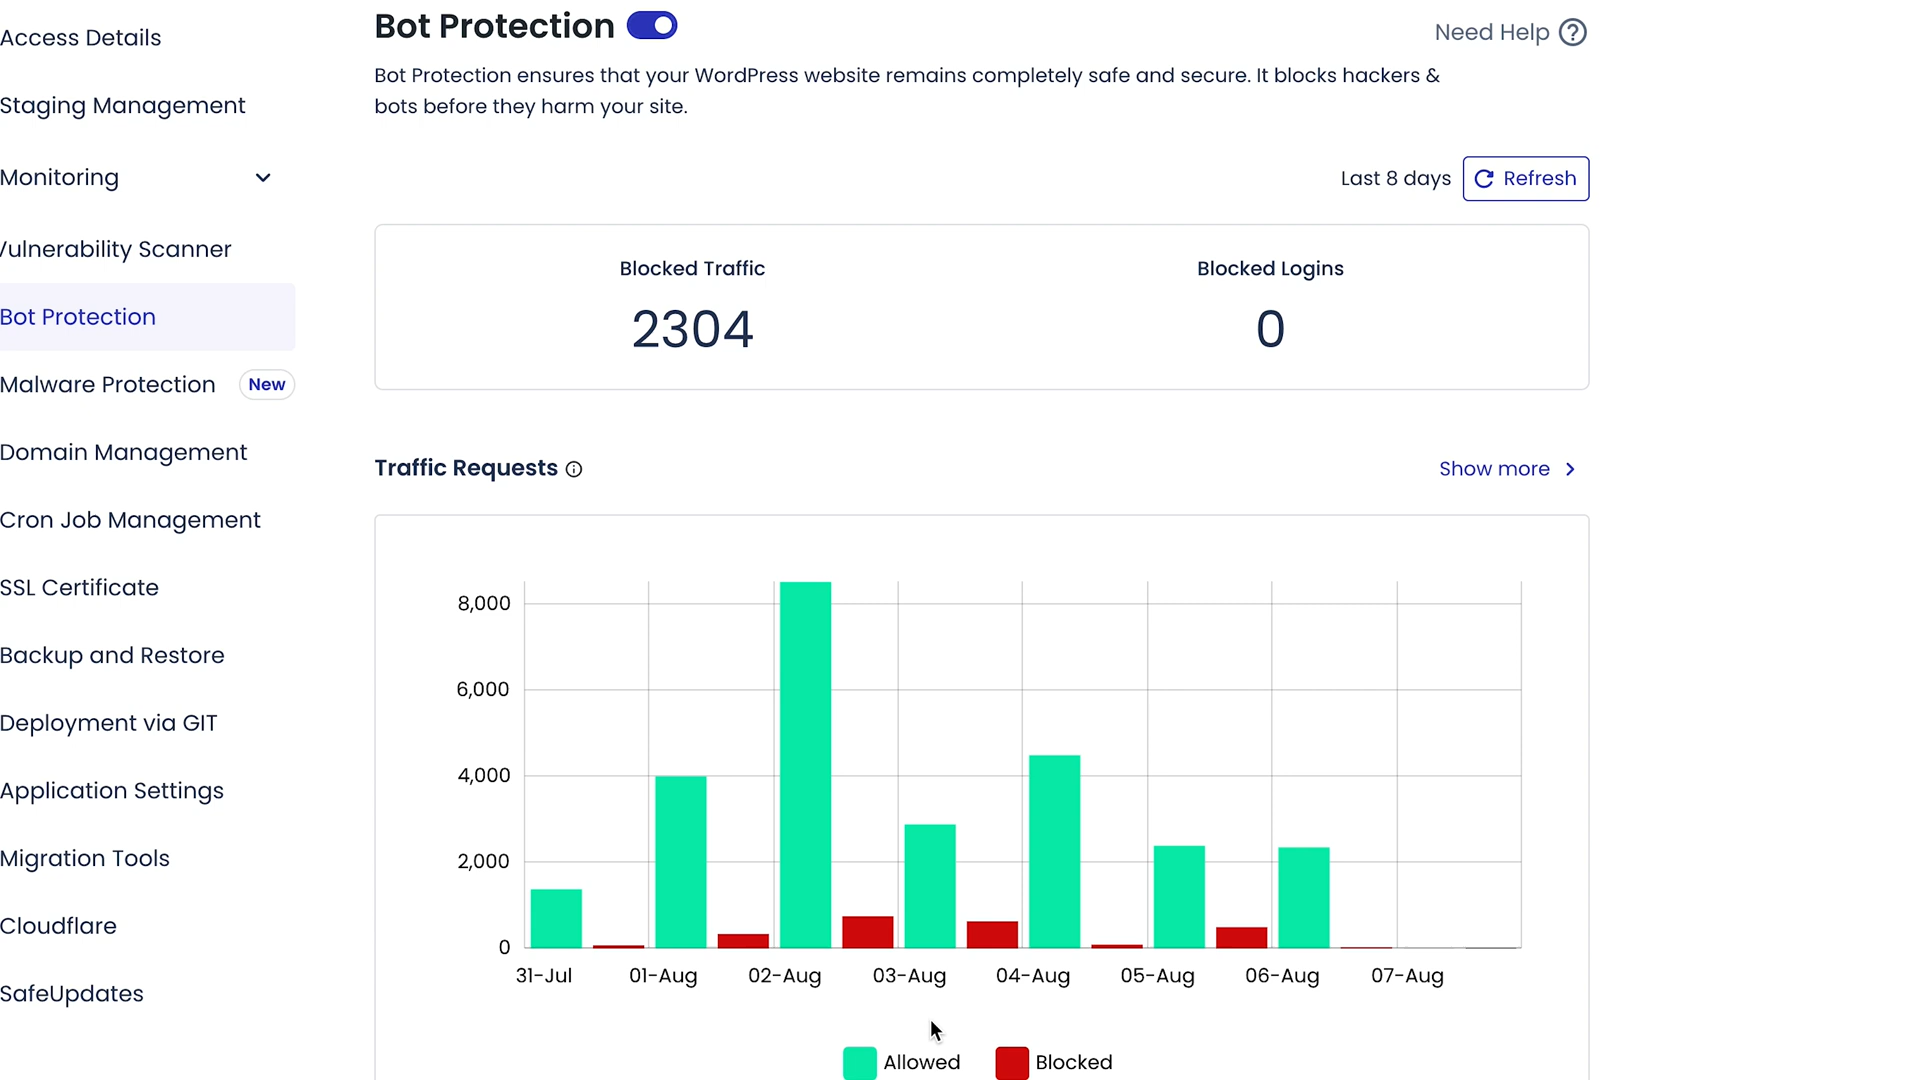 Access Details
Staging Management
Monitoring
Vulnerability Scanner
Bot Protection
Malware Protection New
Domain Management
Cron Job Management
SSL Certificate
Backup and Restore
Deployment via GIT
Application Settings
Migration Tools
Cloudflare
SafeUpdates
Bot Protection
Need Help ?
Bot Protection ensures that your WordPress website remains completely safe and secure. It blocks hackers &
bots before they harm your site.
Last 8 days Refresh
Blocked Traffic
2304
Blocked Logins
0
Traffic Requests
Show more
8,000
6,000
4,000
2,000
0
31-Jul 01-Aug 02-Aug 03-Aug 04-Aug 05-Aug 06-Aug 07-Aug
Allowed Blocked